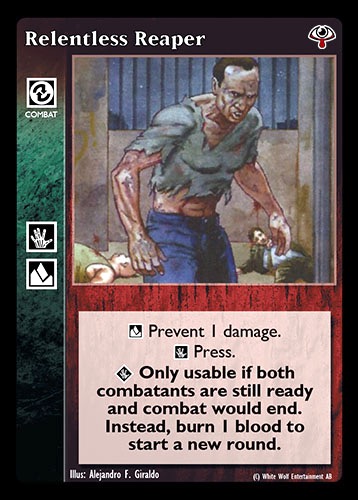 Relentless Reaper
COMBAT
Prevent 1 damage.
Press.
Only usable if both
combatants are still ready
and combat would end.
Instead, burn 1 blood to
start a new round.
Illus: Alejandro F. Giraldo
(C) White Wolf Entertainment AB